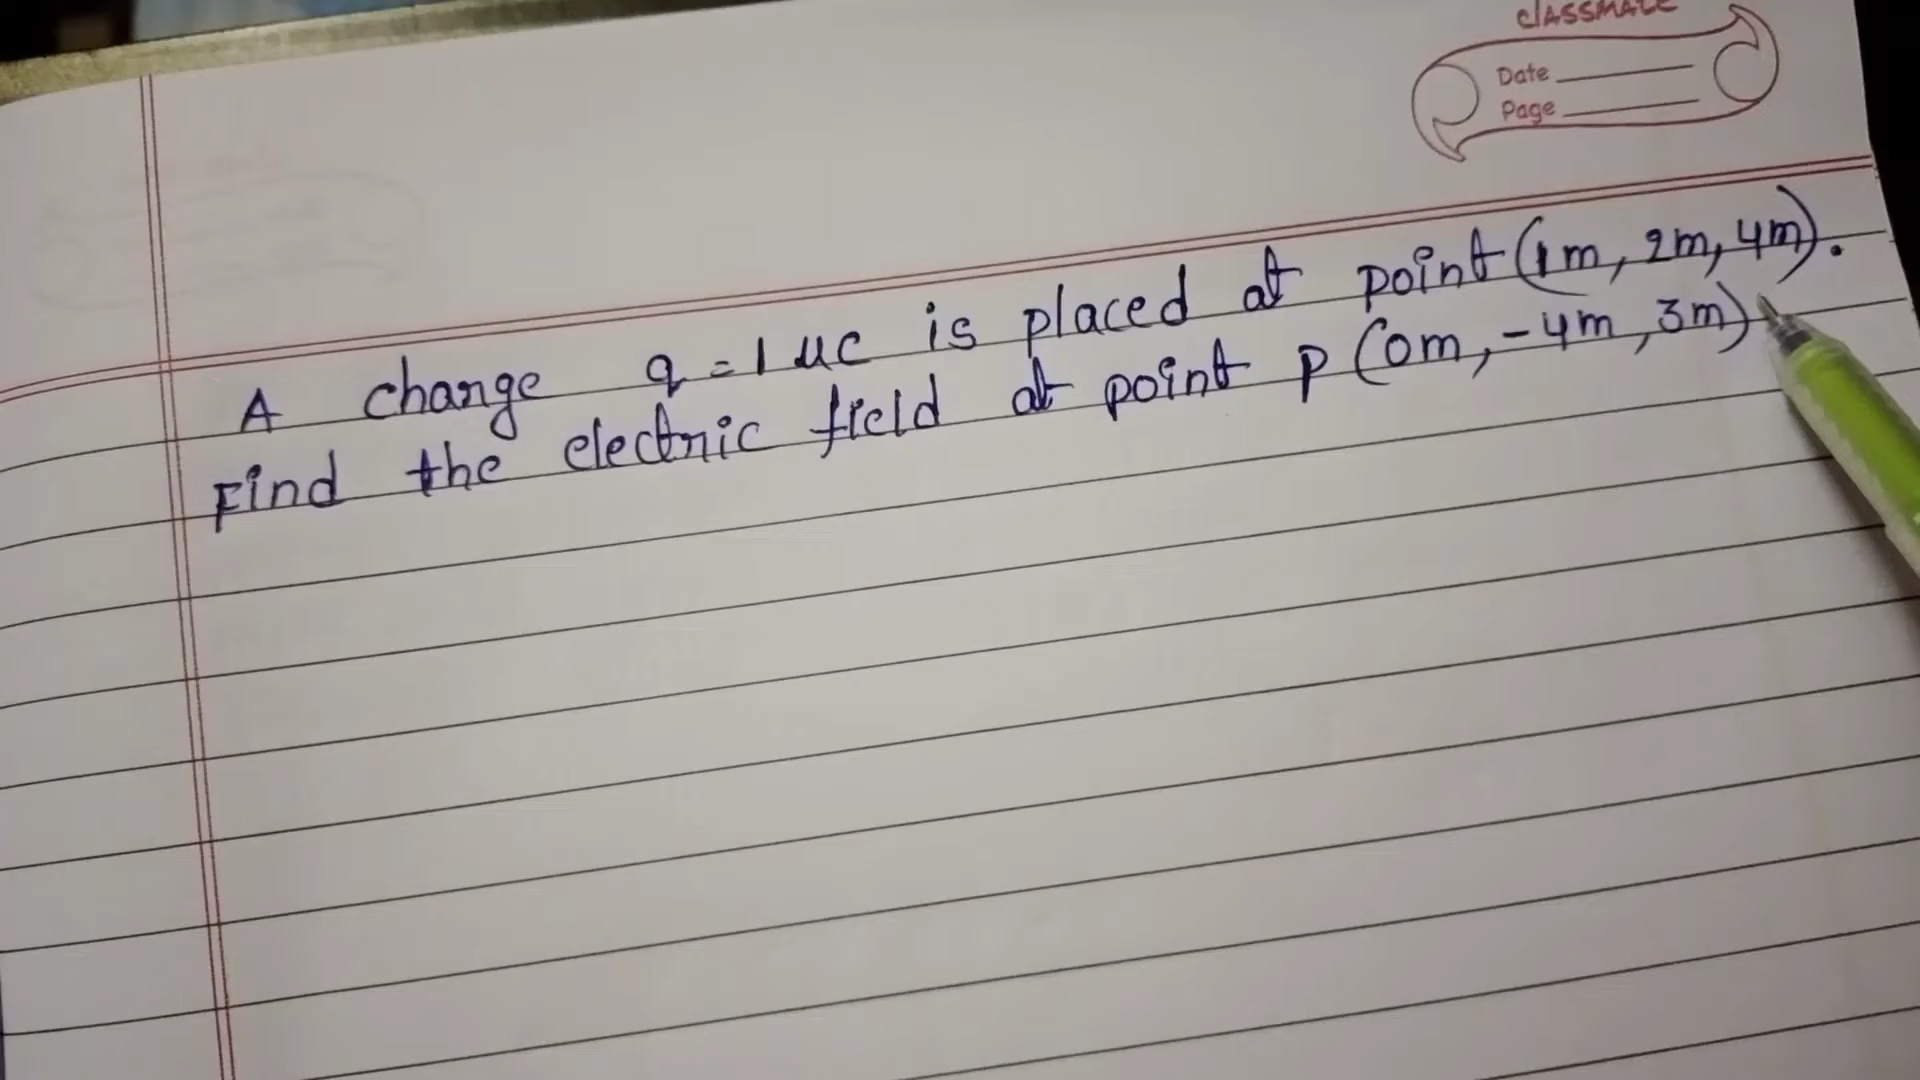 classmate
Date
Page
A change q = 1 μc is placed at point (1m, 2m, 4m).
Find the electric field at point P (0m, -4m, 3m)